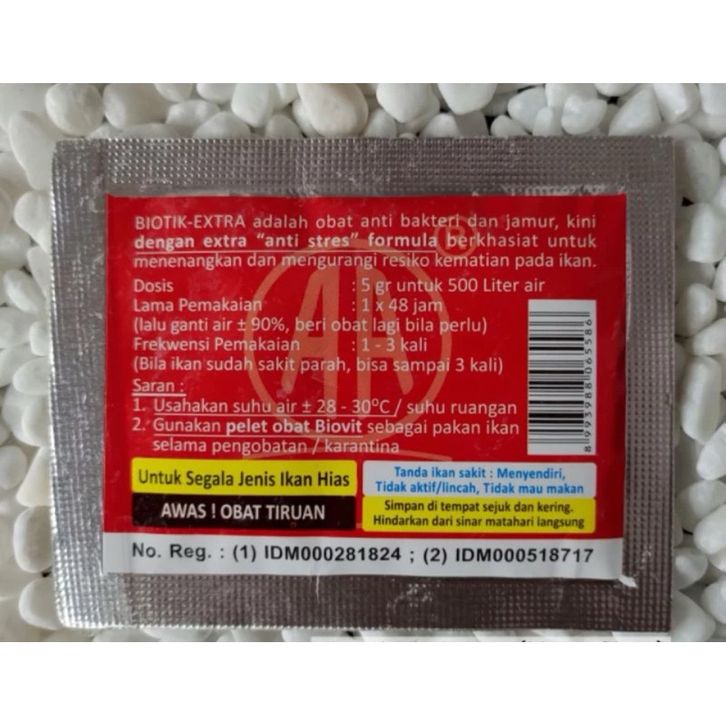 BIOTIK-EXTRA adalah obat anti bakteri dan jamur, kini
dengan extra "anti stres" formula berkhasiat untuk
menenangkan dan mengurangi resiko kematian pada ikan.
Dosis : 5 gr untuk 500 Liter air
Lama Pemakaian : 1 x 48 jam
(lalu ganti air ± 90%, beri obat lagi bila perlu)
Frekwensi Pemakaian : 1 - 3 kali
(Bila ikan sudah sakit parah, bisa sampai 3 kali)
Saran :
1. Usahakan suhu air ± 28 - 30°C / suhu ruangan
2. Gunakan pelet obat Biovit sebagai pakan ikan
selama pengobatan / karantina
AR
®
8993988065586
Untuk Segala Jenis Ikan Hias
AWAS ! OBAT TIRUAN
Tanda ikan sakit : Menyendiri,
Tidak aktif/lincah, Tidak mau makan
Simpan di tempat sejuk dan kering.
Hindarkan dari sinar matahari langsung
No. Reg. : (1) IDM000281824 ; (2) IDM000518717